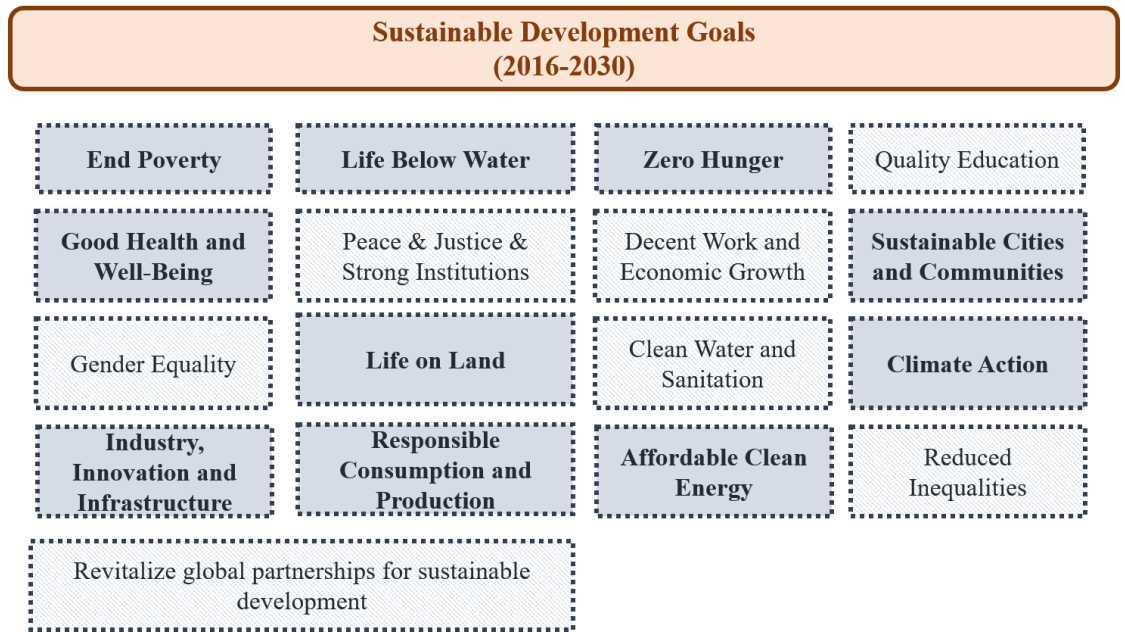 Sustainable Development Goals
(2016-2030)
End Poverty
Life Below Water
Zero Hunger
Quality Education
Good Health and
Well-Being
Peace & Justice &
Strong Institutions
Decent Work and
Economic Growth
Sustainable Cities
and Communities
Gender Equality
Life on Land
Clean Water and
Sanitation
Climate Action
Industry,
Innovation and
Infrastructure
Responsible
Consumption and
Production
Affordable Clean
Energy
Reduced
Inequalities
Revitalize global partnerships for sustainable
development